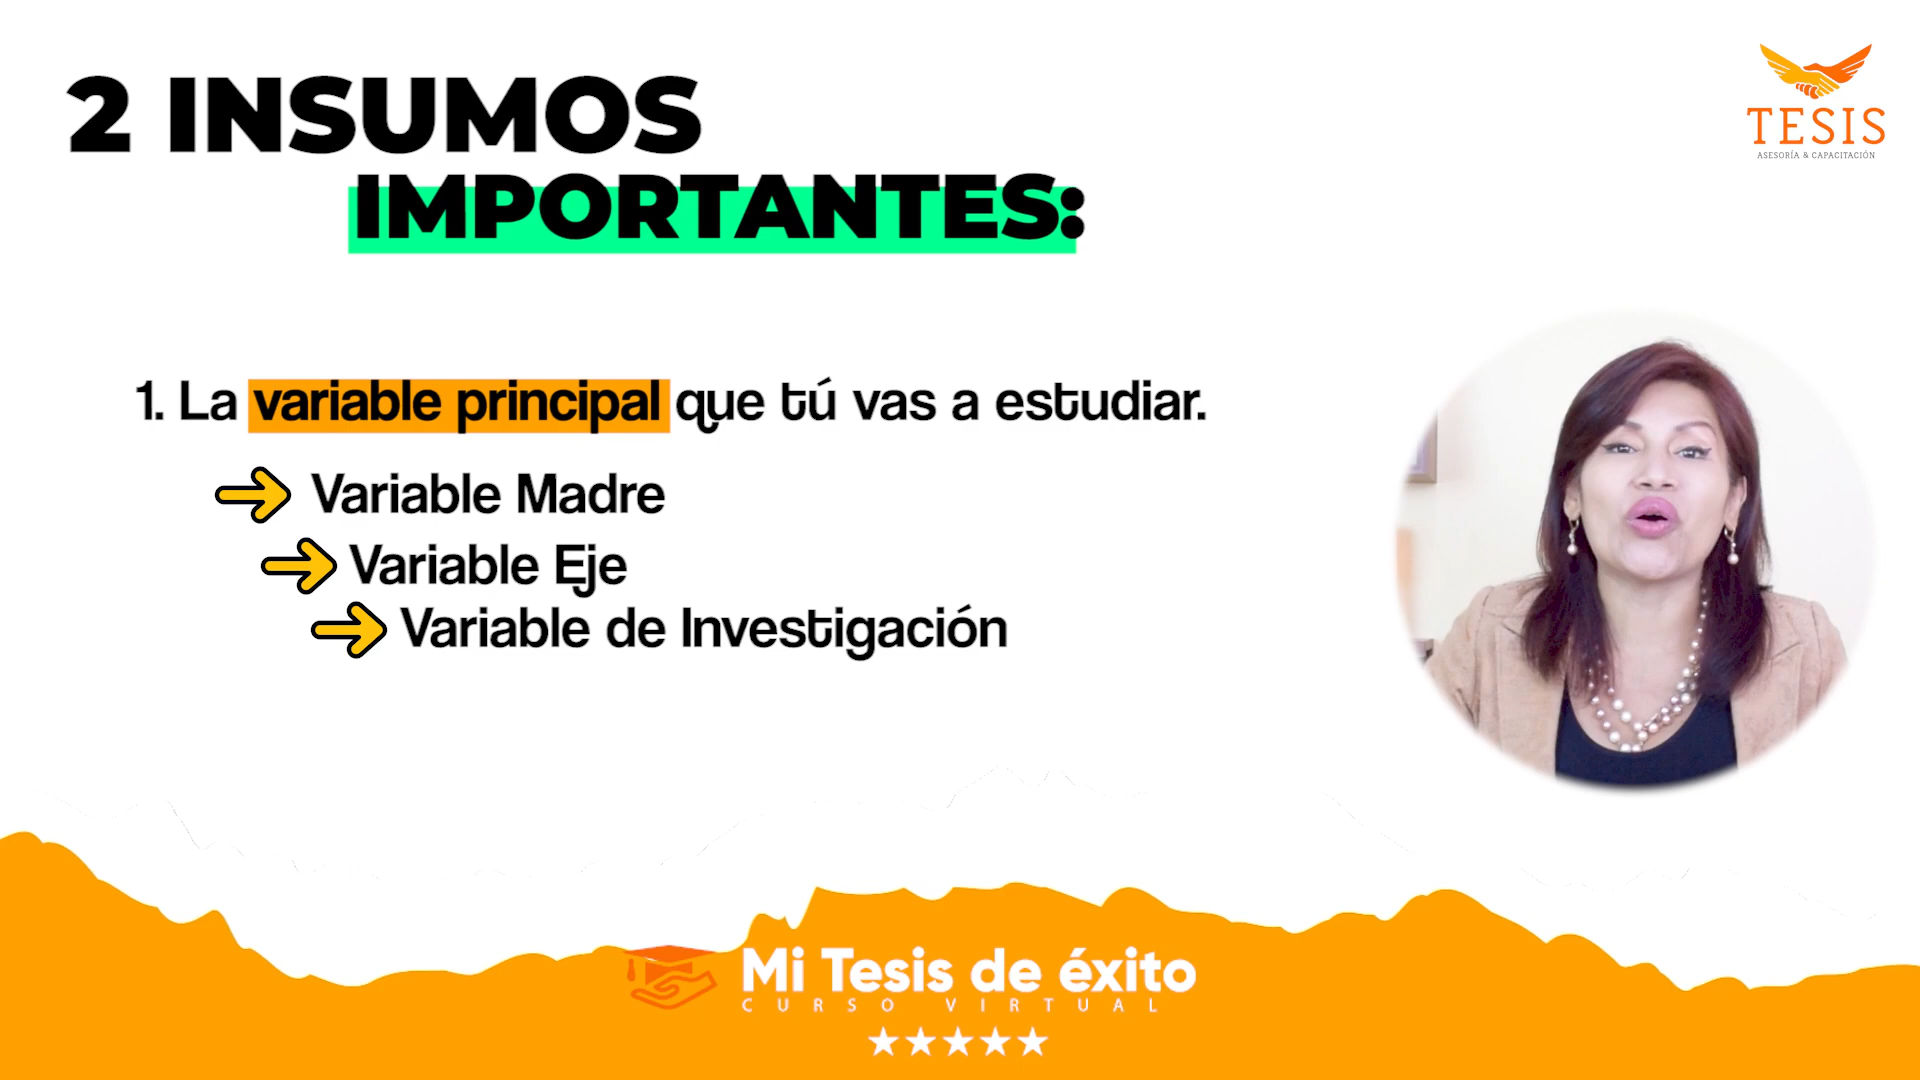 2 INSUMOS
IMPORTANTES:
TESIS
ASESORÍA & CAPACITACIÓN
1. La variable principal que tú vas a estudiar.
Variable Madre
Variable Eje
Variable de Investigación
Mi Tesis de éxito
CURSO VIRTUAL